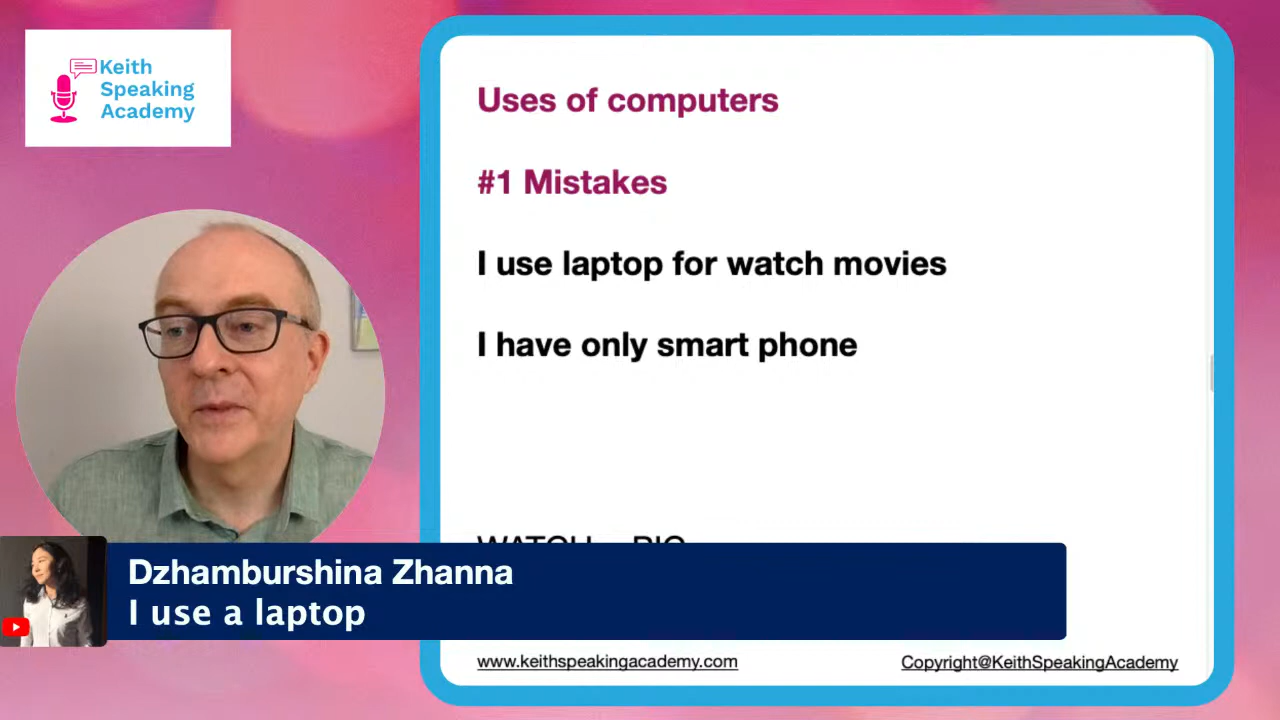 Keith
Speaking
Academy
Uses of computers
#1 Mistakes
I use laptop for watch movies
I have only smart phone
Dzhamburshina Zhanna
I use a laptop
www.keithspeakingacademy.com
Copyright@KeithSpeakingAcademy